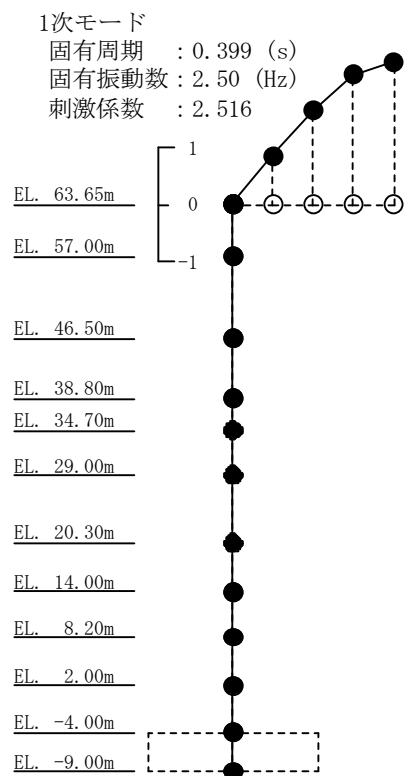 1次モード
固有周期 : 0.399 (s)
固有振動数 : 2.50 (Hz)
刺激係数 : 2.516
1
EL. 63.65m
0
EL. 57.00m
-1
EL. 46.50m
EL. 38.80m
EL. 34.70m
EL. 29.00m
EL. 20.30m
EL. 14.00m
EL. 8.20m
EL. 2.00m
EL. -4.00m
EL. -9.00m